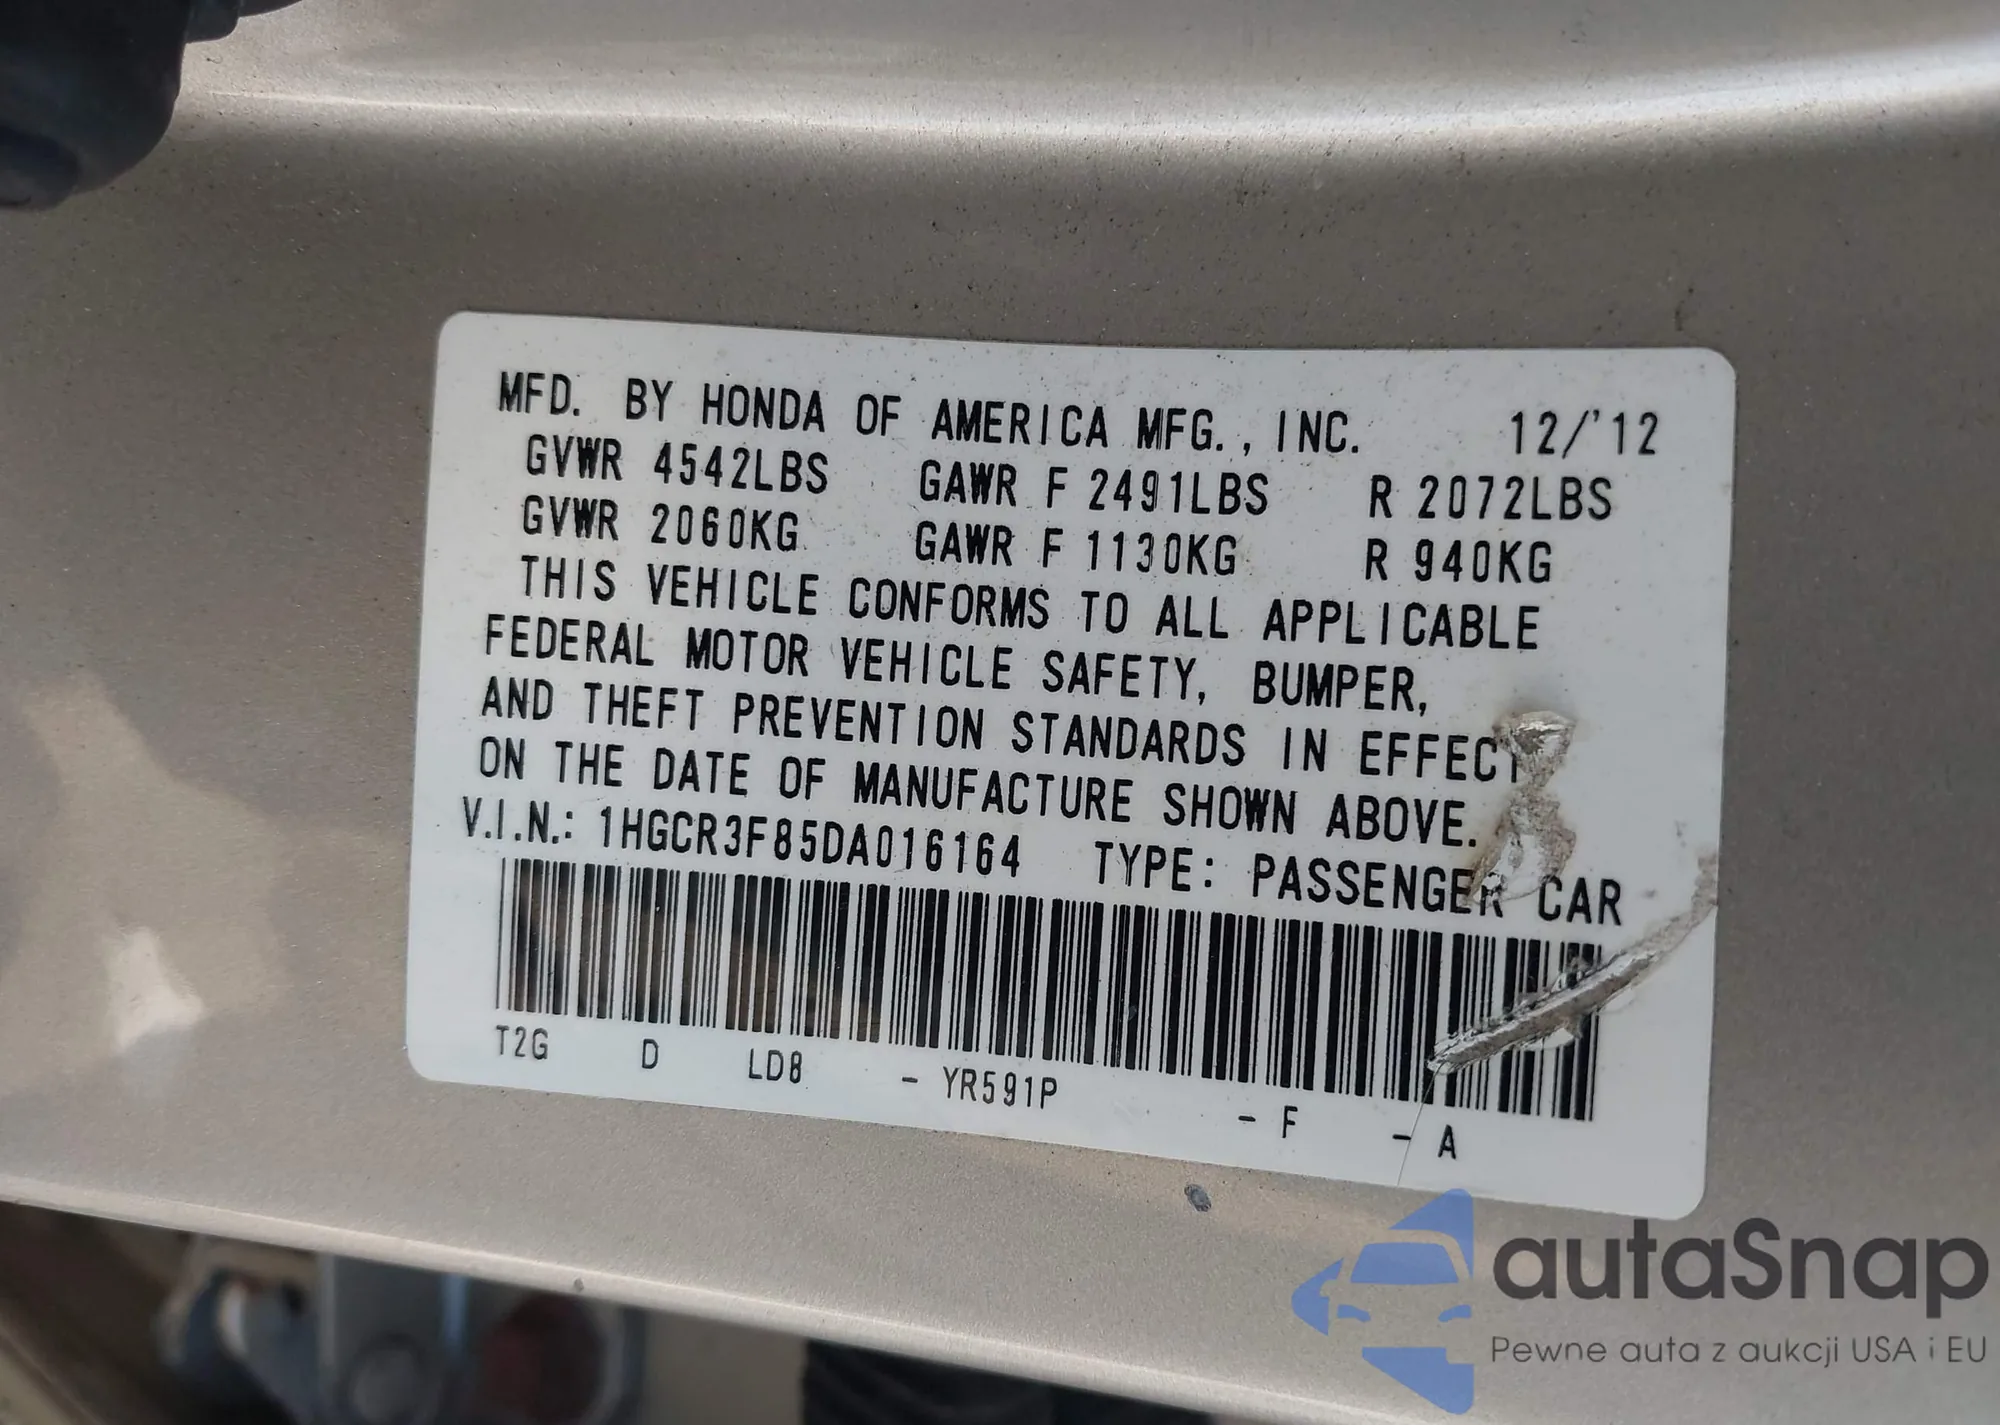 MFD. BY HONDA OF AMERICA MFG., INC. 12/'12
GVWR 4542LBS GAWR F 2491LBS R 2072LBS
GVWR 2060KG GAWR F 1130KG R 940KG
THIS VEHICLE CONFORMS TO ALL APPLICABLE
FEDERAL MOTOR VEHICLE SAFETY, BUMPER,
AND THEFT PREVENTION STANDARDS IN EFFECT
ON THE DATE OF MANUFACTURE SHOWN ABOVE.
V.I.N.: 1HGCR3F85DA016164 TYPE: PASSENGER CAR
T2G D LD8 - YR591P - F - A
autaSnap
Pewne auta z aukcji USA i EU